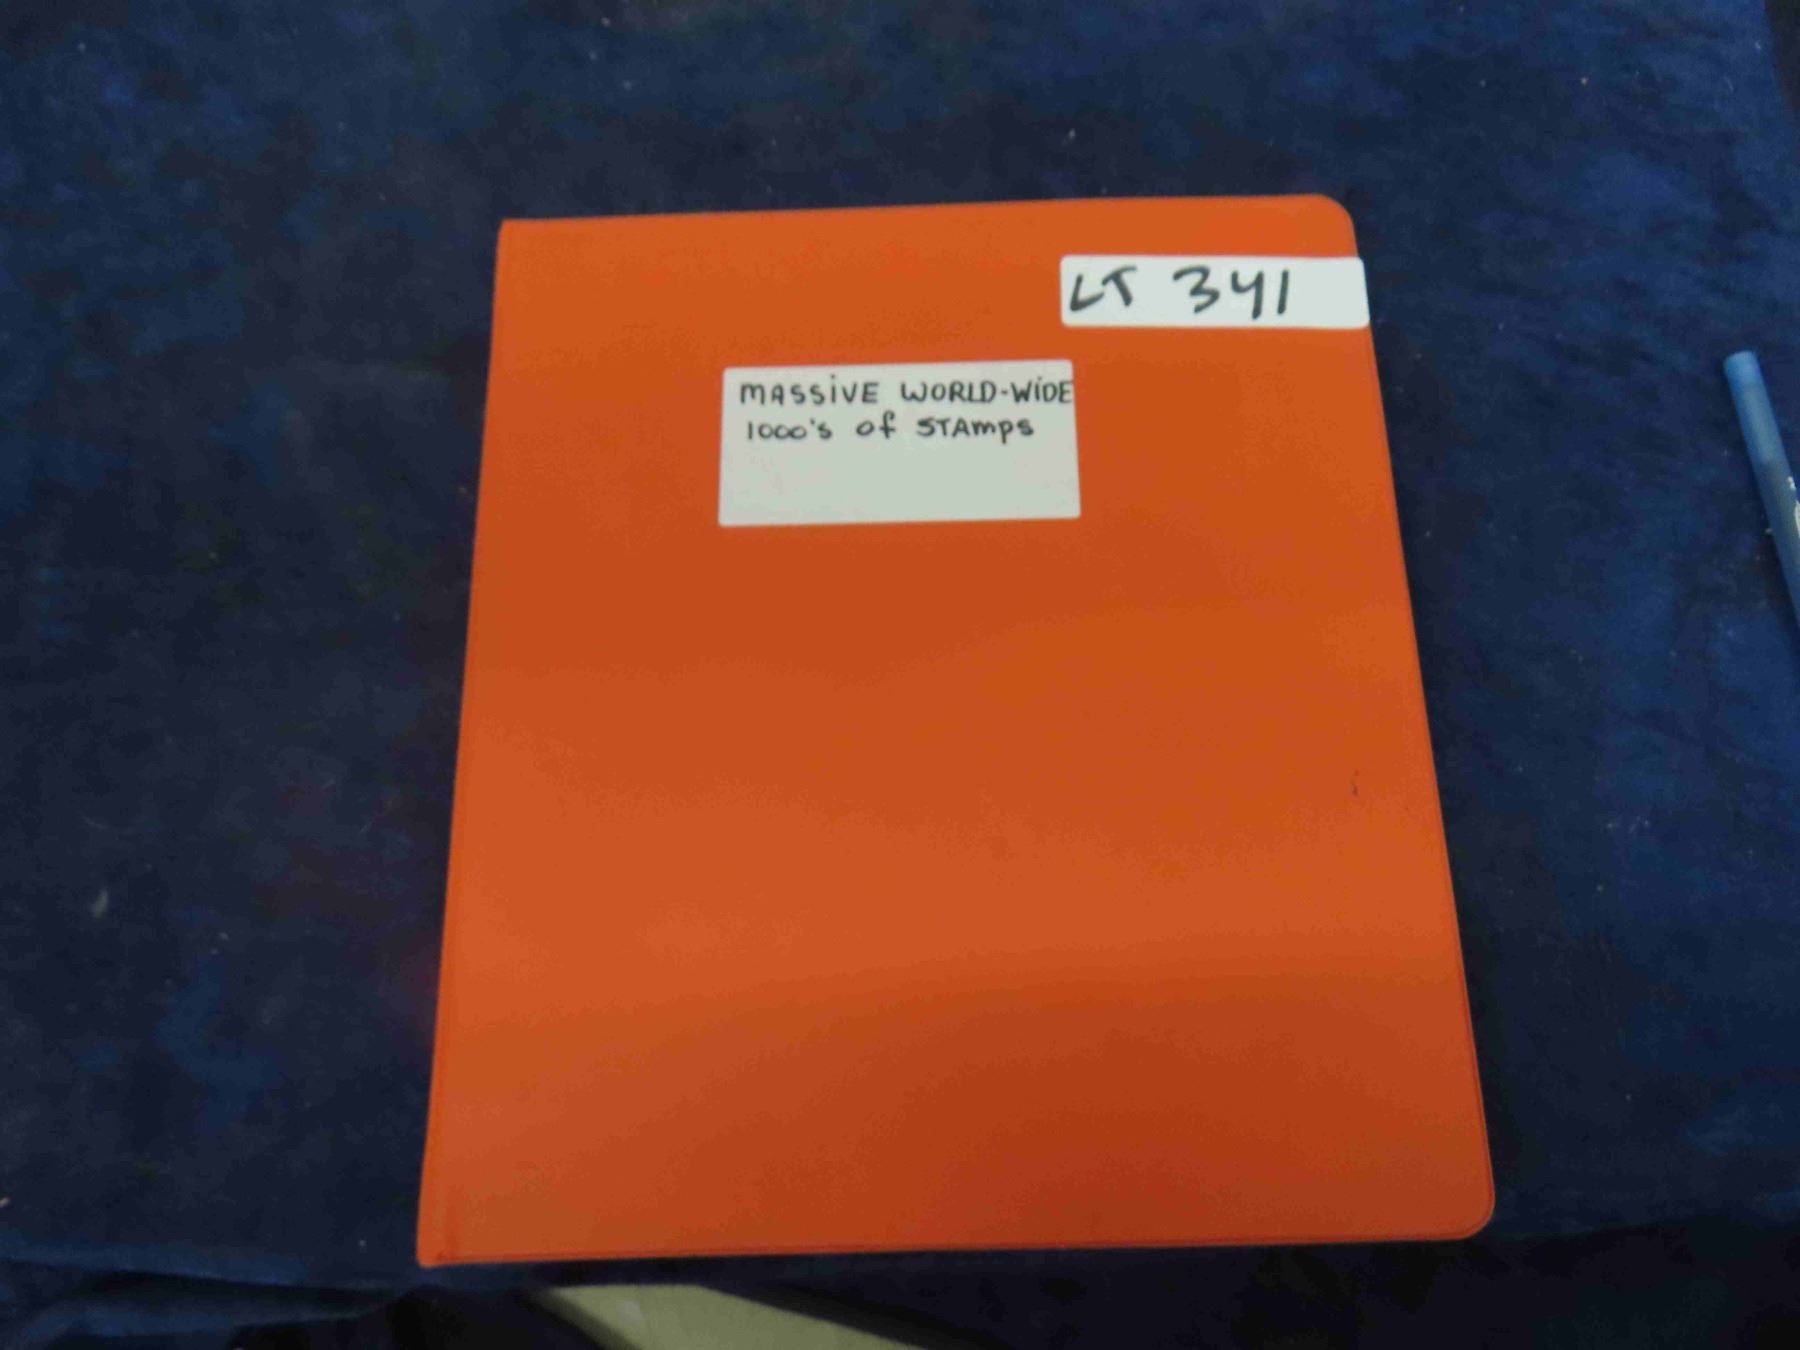 LT 341
MASSiVE WORLD-WiDE
1000's of STAmps